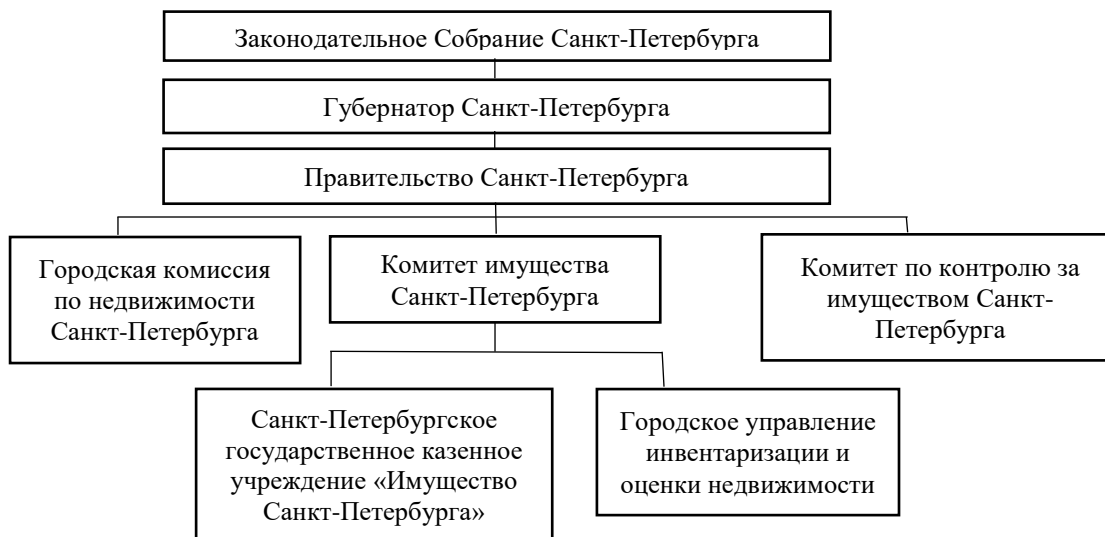 Законодательное Собрание Санкт-Петербурга
Губернатор Санкт-Петербурга
Правительство Санкт-Петербурга
Городская комиссия
по недвижимости
Санкт-Петербурга
Комитет имущества
Санкт-Петербурга
Комитет по контролю за
имуществом Санкт-
Петербурга
Санкт-Петербургское
государственное казенное
учреждение «Имущество
Санкт-Петербурга»
Городское управление
инвентаризации и
оценки недвижимости